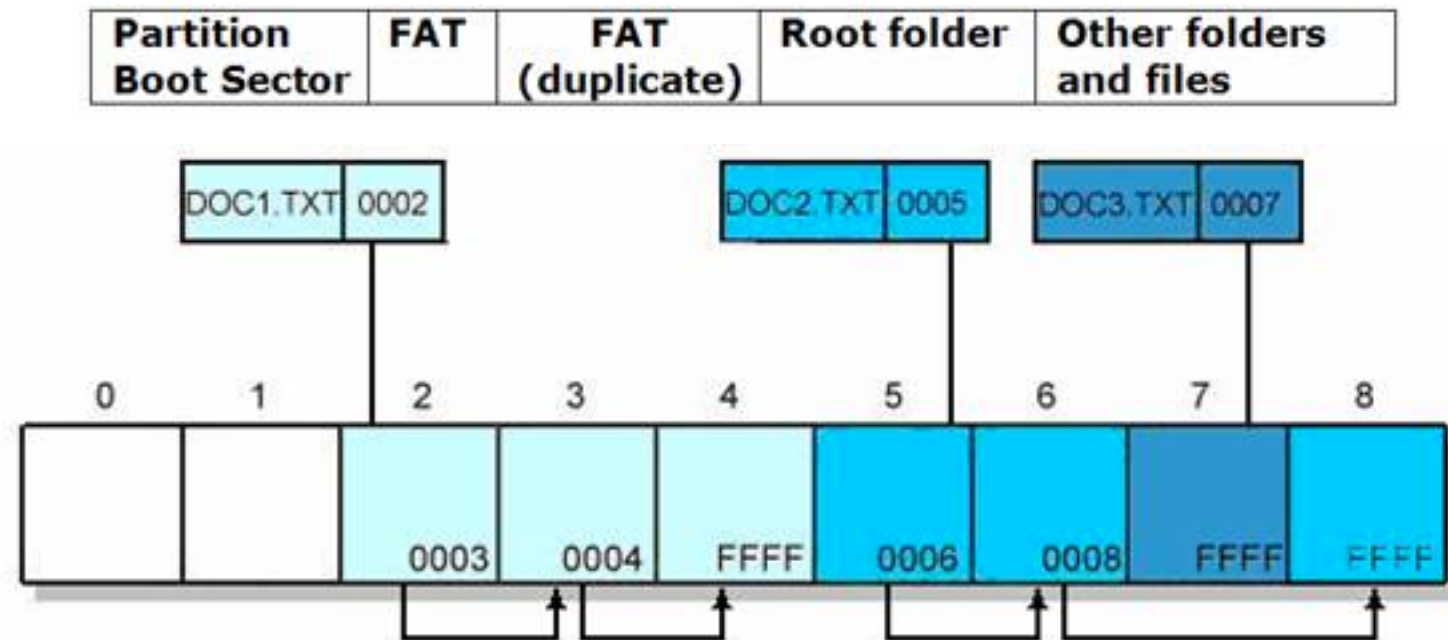 Partition Boot Sector
FAT
FAT (duplicate)
Root folder
Other folders and files
DOC1.TXT 0002
DOC2.TXT 0005
DOC3.TXT 0007
0 1 2 3 4 5 6 7 8
0003 0004 FFFF 0006 0008 FFFF FFFF